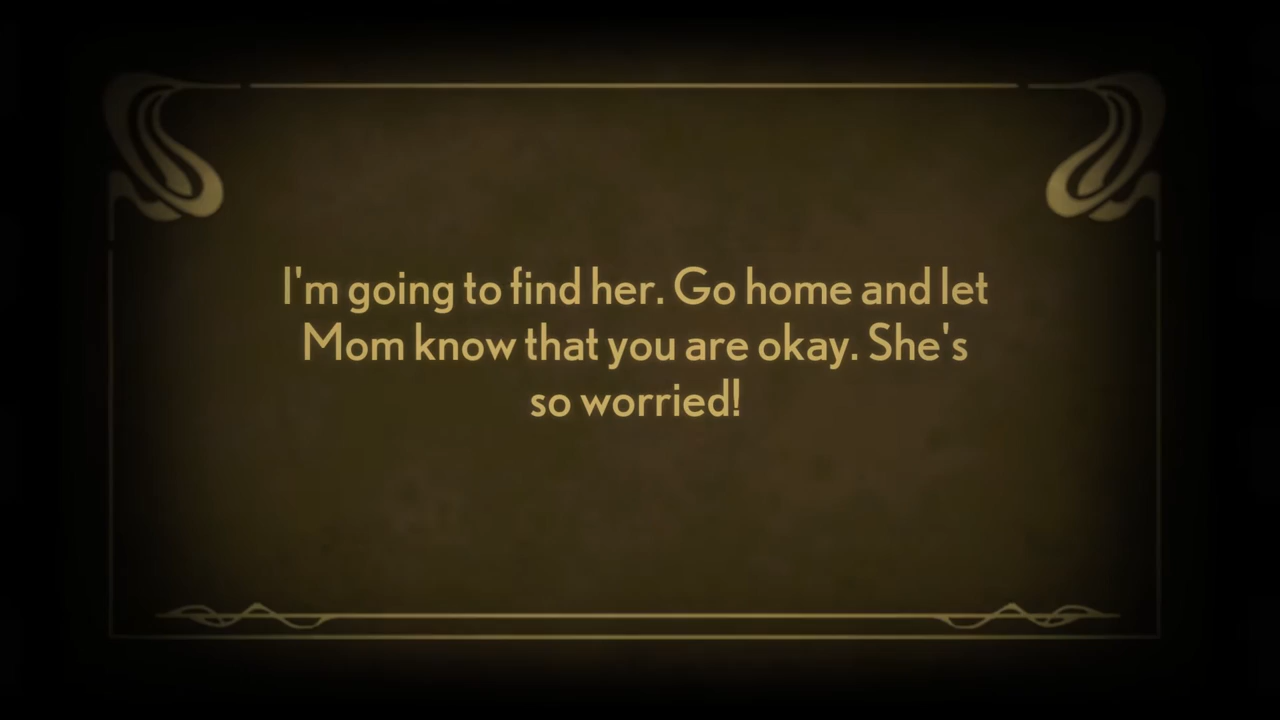 I'm going to find her. Go home and let
Mom know that you are okay. She's
so worried!